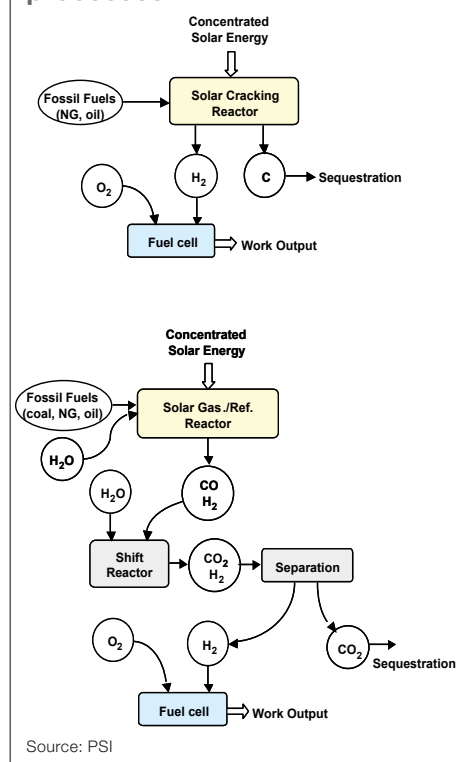 Concentrated
Solar Energy
Fossil Fuels
(NG, oil)
Solar Cracking
Reactor
O2
H2
C
Sequestration
Fuel cell
Work Output
Concentrated
Solar Energy
Fossil Fuels
(coal, NG, oil)
Solar Gas./Ref.
Reactor
H2O
H2O
CO
H2
Shift
Reactor
CO2
H2
Separation
O2
H2
CO2
Sequestration
Fuel cell
Work Output
Source: PSI